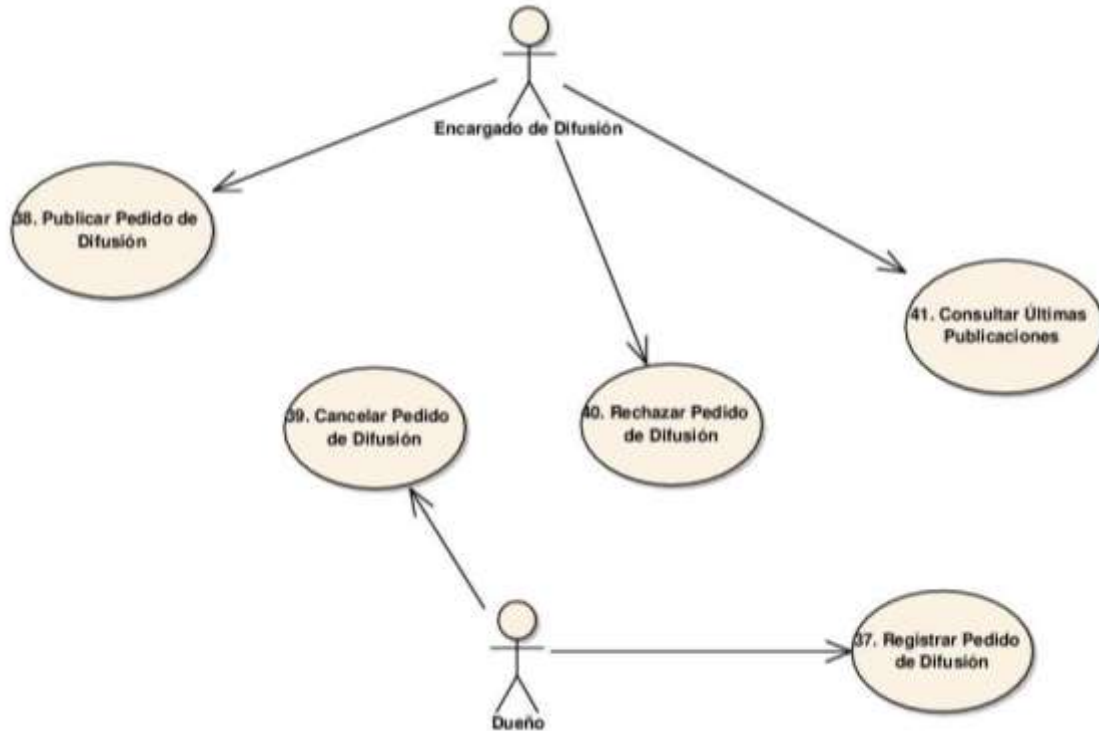 Encargado de Difusión
38. Publicar Pedido de
Difusión
41. Consultar Últimas
Publicaciones
39. Cancelar Pedido
de Difusión
40. Rechazar Pedido
de Difusión
37. Registrar Pedido
de Difusión
Dueño